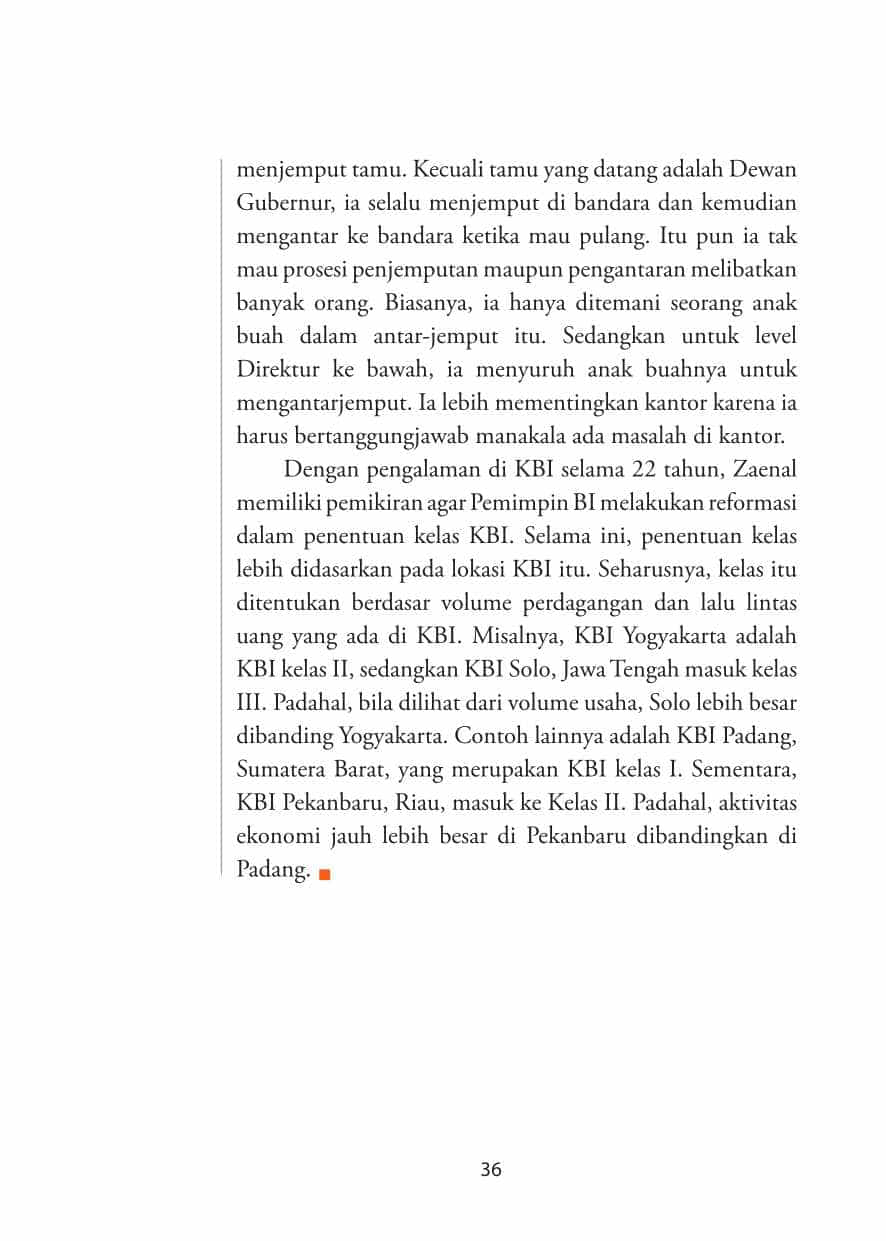 menjemput tamu. Kecuali tamu yang datang adalah Dewan
Gubernur, ia selalu menjemput di bandara dan kemudian
mengantar ke bandara ketika mau pulang. Itu pun ia tak
mau prosesi penjemputan maupun pengantaran melibatkan
banyak orang. Biasanya, ia hanya ditemani seorang anak
buah dalam antar-jemput itu. Sedangkan untuk level
Direktur ke bawah, ia menyuruh anak buahnya untuk
mengantarjemput. Ia lebih mementingkan kantor karena ia
harus bertanggungjawab manakala ada masalah di kantor.
Dengan pengalaman di KBI selama 22 tahun, Zaenal
memiliki pemikiran agar Pemimpin BI melakukan reformasi
dalam penentuan kelas KBI. Selama ini, penentuan kelas
lebih didasarkan pada lokasi KBI itu. Seharusnya, kelas itu
ditentukan berdasar volume perdagangan dan lalu lintas
uang yang ada di KBI. Misalnya, KBI Yogyakarta adalah
KBI kelas II, sedangkan KBI Solo, Jawa Tengah masuk kelas
III. Padahal, bila dilihat dari volume usaha, Solo lebih besar
dibanding Yogyakarta. Contoh lainnya adalah KBI Padang,
Sumatera Barat, yang merupakan KBI kelas I. Sementara,
KBI Pekanbaru, Riau, masuk ke Kelas II. Padahal, aktivitas
ekonomi jauh lebih besar di Pekanbaru dibandingkan di
Padang.
36